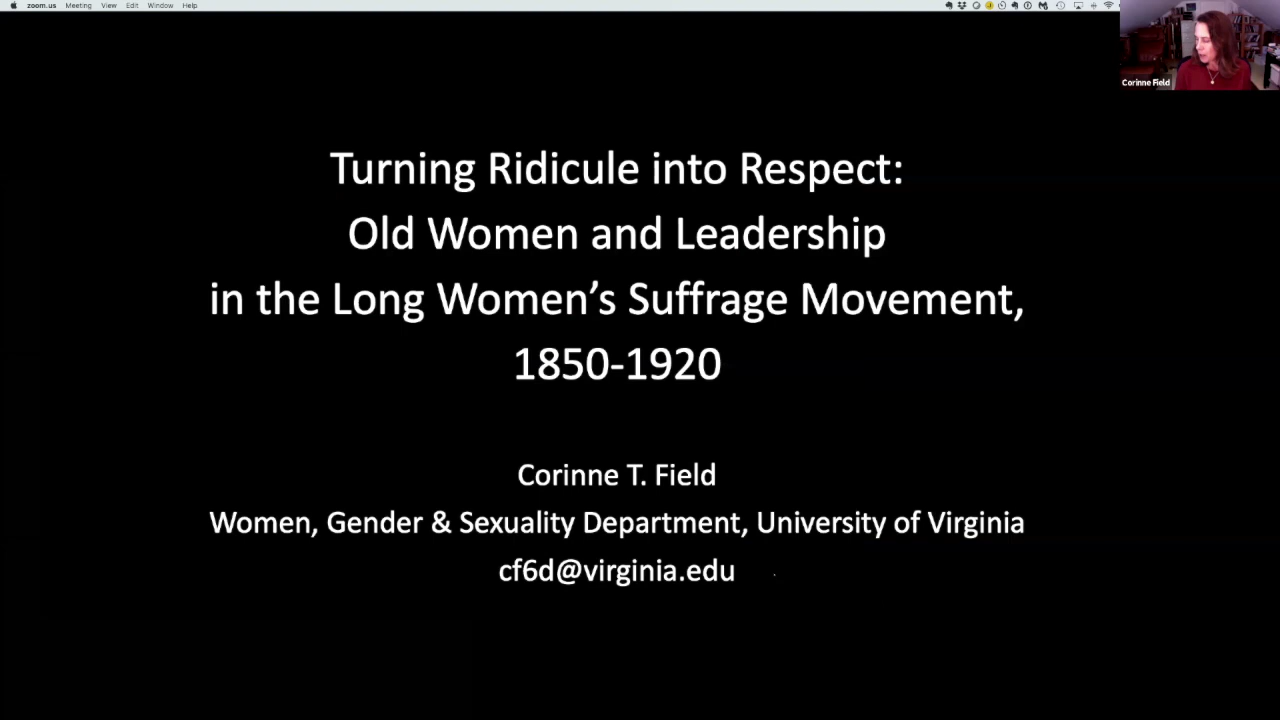 zoom.us Meeting View Edit Window Help
Corinne Field
Turning Ridicule into Respect:
Old Women and Leadership
in the Long Women’s Suffrage Movement,
1850-1920
Corinne T. Field
Women, Gender & Sexuality Department, University of Virginia
cf6d@virginia.edu